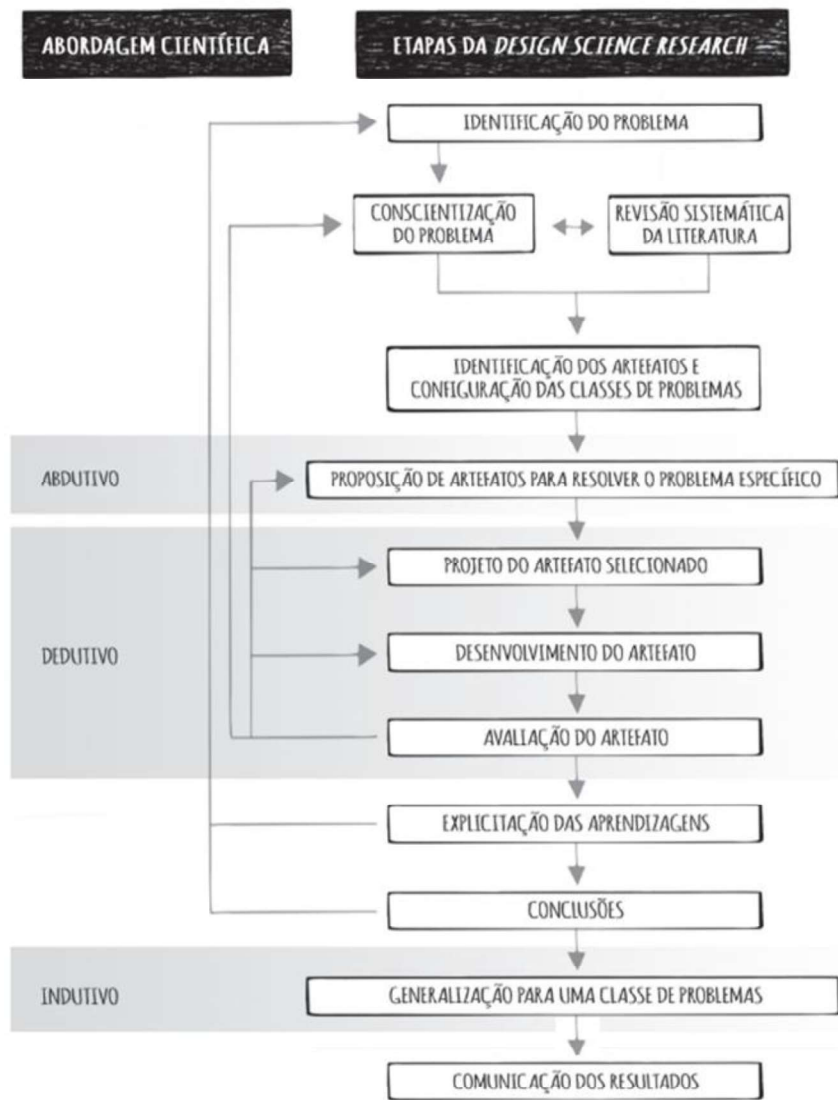 ABORDAGEM CIENTÍFICA
ETAPAS DA DESIGN SCIENCE RESEARCH
IDENTIFICAÇÃO DO PROBLEMA
CONSCIENTIZAÇÃO
DO PROBLEMA
REVISÃO SISTEMÁTICA
DA LITERATURA
IDENTIFICAÇÃO DOS ARTEFATOS E
CONFIGURAÇÃO DAS CLASSES DE PROBLEMAS
ABDUTIVO
PROPOSIÇÃO DE ARTEFATOS PARA RESOLVER O PROBLEMA ESPECÍFICO
PROJETO DO ARTEFATO SELECIONADO
DEDUTIVO
DESENVOLVIMENTO DO ARTEFATO
AVALIAÇÃO DO ARTEFATO
EXPLICITAÇÃO DAS APRENDIZAGENS
CONCLUSÕES
INDUTIVO
GENERALIZAÇÃO PARA UMA CLASSE DE PROBLEMAS
COMUNICAÇÃO DOS RESULTADOS